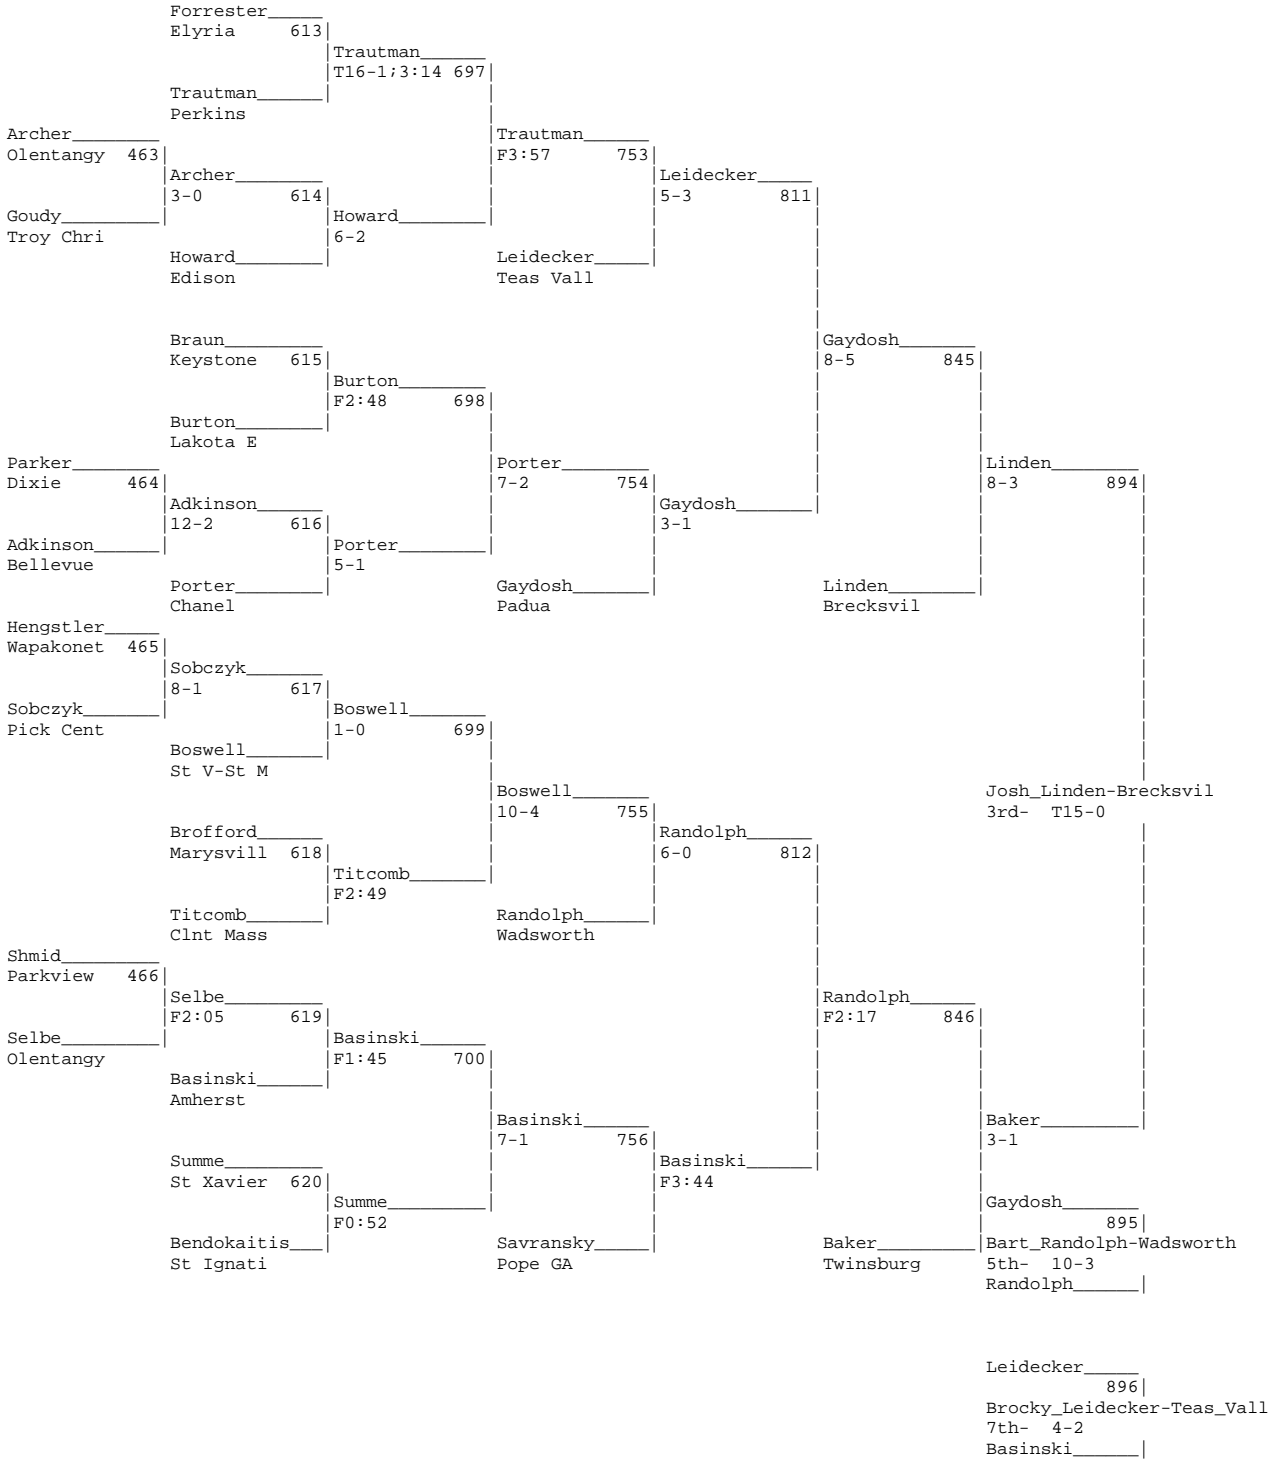 Forrester_____
Elyria 613|
|Trautman______
|T16-1;3:14 697|
Trautman______|
Perkins
Archer________ |Trautman______
Olentangy 463| |F3:57 753|
|Archer________ |Leidecker_____
|3-0 614| |5-3 811|
Goudy_________| |Howard________|
Troy Chri |6-2
Howard________| Leidecker_____|
Edison Teas Vall
Braun_________ |Gaydosh_______
Keystone 615| |8-5 845|
|Burton________
|F2:48 698|
Burton________|
Lakota E
Parker________ |Porter________ |Linden________
Dixie 464| |7-2 754| |8-3 894|
|Adkinson______ |Gaydosh_______|
|12-2 616| |3-1
Adkinson______| |Porter________|
Bellevue |5-1
Porter________| Gaydosh_______| Linden________|
Chanel Padua Brecksvil
Hengstler_____
Wapakonet 465|
|Sobczyk_______
|8-1 617|
Sobczyk_______| |Boswell_______
Pick Cent |1-0 699|
Boswell_______|
St V-St M
|Boswell_______ Josh_Linden-Brecksvil
|10-4 755| 3rd- T15-0
Brofford______ |Randolph______
Marysvill 618| |6-0 812|
|Titcomb_______|
|F2:49
Titcomb_______| Randolph______|
Clnt Mass Wadsworth
Shmid_________
Parkview 466|
|Selbe_________ |Randolph______
|F2:05 619| |F2:17 846|
Selbe_________| |Basinski______
Olentangy |F1:45 700|
Basinski______|
Amherst
|Basinski______ |Baker_________|
|7-1 756| |3-1
Summe_________ |Basinski______|
St Xavier 620| |F3:44
|Summe_________| Gaydosh_______
|F0:52 895|
Bendokaitis___| Savransky_____| Baker_________|Bart_Randolph-Wadsworth
St Ignati Pope GA Twinsburg 5th- 10-3
Randolph______|
Leidecker_____
896|
Brocky_Leidecker-Teas_Vall
7th- 4-2
Basinski______|